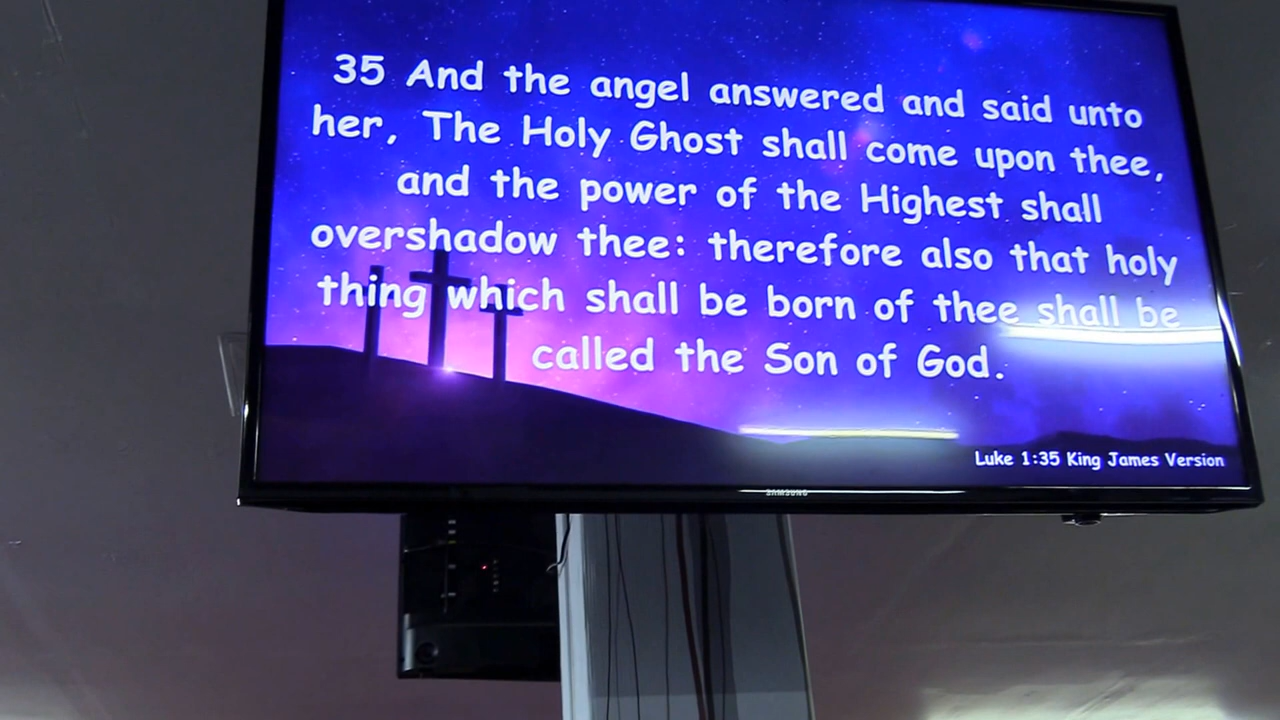 35 And the angel answered and said unto
her, The Holy Ghost shall come upon thee,
and the power of the Highest shall
overshadow thee: therefore also that holy
thing which shall be born of thee shall be
called the Son of God.
Luke 1:35 King James Version
SAMSUNG